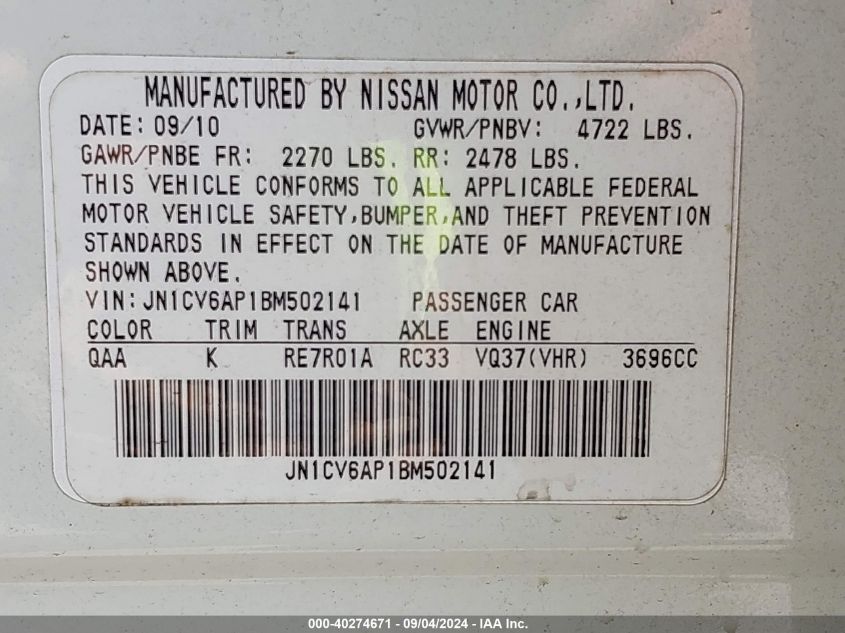 MANUFACTURED BY NISSAN MOTOR CO.,LTD.
DATE: 09/10 GVWR/PNBV: 4722 LBS.
GAWR/PNBE FR: 2270 LBS. RR: 2478 LBS.
THIS VEHICLE CONFORMS TO ALL APPLICABLE FEDERAL
MOTOR VEHICLE SAFETY,BUMPER,AND THEFT PREVENTION
STANDARDS IN EFFECT ON THE DATE OF MANUFACTURE
SHOWN ABOVE.
VIN: JN1CV6AP1BM502141 PASSENGER CAR
COLOR TRIM TRANS AXLE ENGINE
QAA K RE7R01A RC33 VQ37(VHR) 3696CC
JN1CV6AP1BM502141
000-40274671 - 09/04/2024 - IAA Inc.